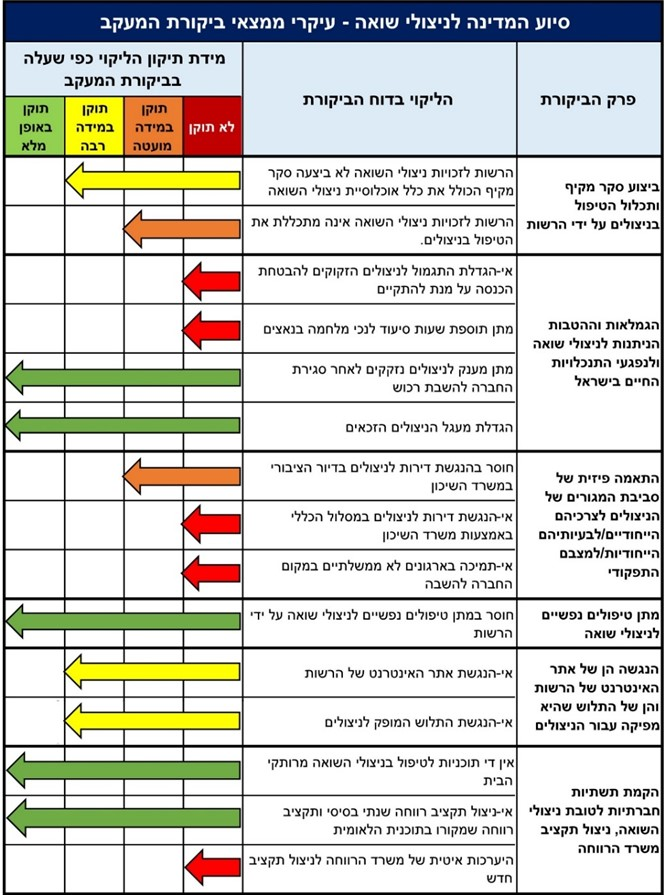 סיוע המדינה לניצולי שואה - עיקרי ממצאי ביקורת המעקב
פרק הביקורת
הליקוי בדוח הביקורת
מידת תיקון הליקוי כפי שעלה
בביקורת המעקב
לא תוקן
תוקן
במידה
מועטה
תוקן
במידה
רבה
תוקן
באופן
מלא
ביצוע סקר מקיף
ותכלול הטיפול
בניצולים על ידי הרשות
הרשות לזכויות ניצולי השואה לא ביצעה סקר
מקיף הכולל את כלל אוכלוסיית ניצולי השואה
הרשות לזכויות ניצולי השואה אינה מתכללת את
הטיפול בניצולים.
הגמלאות וההטבות
הניתנות לניצולי שואה
ולנפגעי התנכלויות
החיים בישראל
אי-הגדלת התגמול לניצולים הזקוקים להבטחת
הכנסה על מנת להתקיים
מתן תוספת שעות סיעוד לנכי מלחמה בנאצים
מתן מענק לניצולים נזקקים לאחר סגירת
החברה להשבת רכוש
הגדלת מעגל הניצולים הזכאים
התאמה פיזית של
סביבת המגורים של
הניצולים לצרכיהם
הייחודיים/לבעיותיהם
הייחודיות/למצבם
התפקודי
חוסר בהנגשת דירות לניצולים בדיור הציבורי
במשרד השיכון
אי-הנגשת דירות לניצולים במסלול הכללי
באמצעות משרד השיכון
אי-תמיכה בארגונים לא ממשלתיים במקום
החברה להשבה
מתן טיפולים נפשיים
לניצולי שואה
חוסר במתן טיפולים נפשיים לניצולי שואה על ידי
הרשות
הנגשה הן של אתר
האינטרנט של הרשות
והן של התלוש שהיא
מפיקה עבור הניצולים
אי-הנגשת אתר האינטרנט של הרשות
אי-הנגשת התלוש המופק לניצולים
הקמת תשתיות
חברתיות לטובת ניצולי
השואה, ניצול תקציב
משרד הרווחה
אין די תוכניות לטיפול בניצולי השואה מרותקי
הבית
אי-ניצול תקציב רווחה שנתי בסיסי ותקציב
רווחה שמקורו בתוכנית הלאומית
היערכות איטית של משרד הרווחה לניצול תקציב
חדש